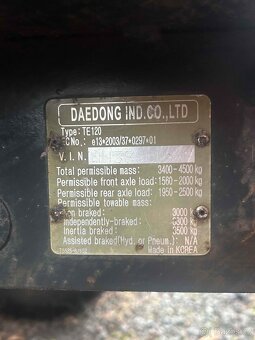 DAEDONG IND.CO.,LTD
Type: TE120
EC No,: e13*2003/37*0297*01
V.I.N.
Total permissible mass: 3400-4500kg
Permissible front axle load: 1560-2000 kg
Permissible rear axle load: 1950-2500 kg
Permissible towable mass:
Non braked: 3000 kg
Independently-braked: 3500 kg
Inertia braked: 3500 kg
Assisted braked(Hyd, or Pneum.): N/A
Made in KOREA